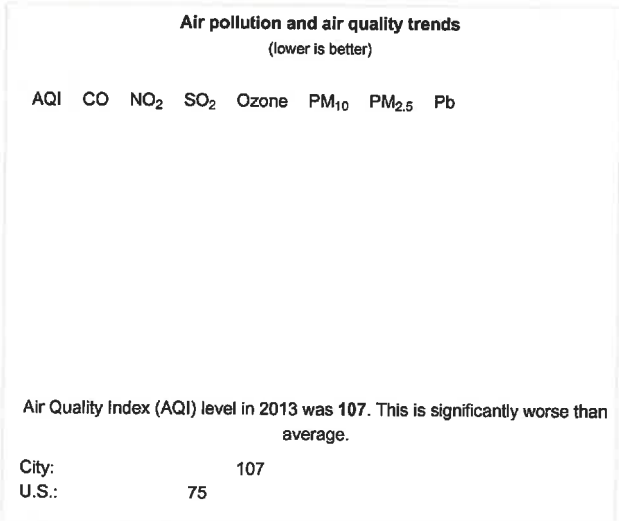 Air pollution and air quality trends
(lower is better)
AQI CO NO₂ SO₂ Ozone PM₁₀ PM₂.₅ Pb
Air Quality Index (AQI) level in 2013 was 107. This is significantly worse than
average.
City: 107
U.S.: 75